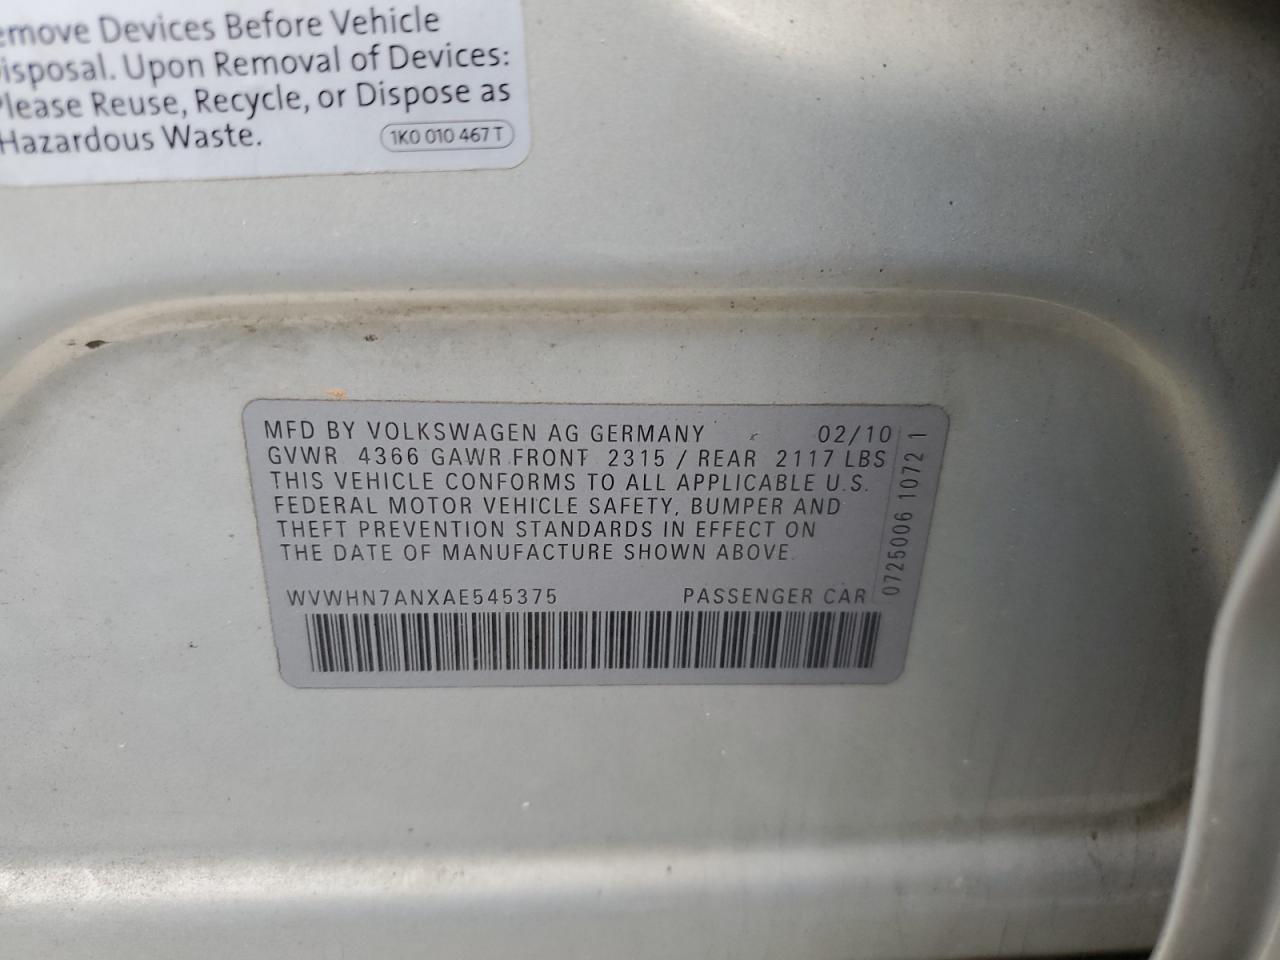 emove Devices Before Vehicle
isposal. Upon Removal of Devices:
Please Reuse, Recycle, or Dispose as
Hazardous Waste.
1K0 010 467 T
MFD BY VOLKSWAGEN AG GERMANY 02/10
GVWR 4366 GAWR FRONT 2315 / REAR 2117 LBS
THIS VEHICLE CONFORMS TO ALL APPLICABLE U.S.
FEDERAL MOTOR VEHICLE SAFETY, BUMPER AND
THEFT PREVENTION STANDARDS IN EFFECT ON
THE DATE OF MANUFACTURE SHOWN ABOVE.
WVWHN7ANXAE545375 PASSENGER CAR
0725006 1072 1